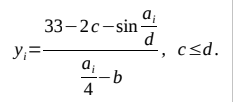 y_i = (33 − 2c − sin(a_i/d)) / (a_i/4 − b), c ≤ d.